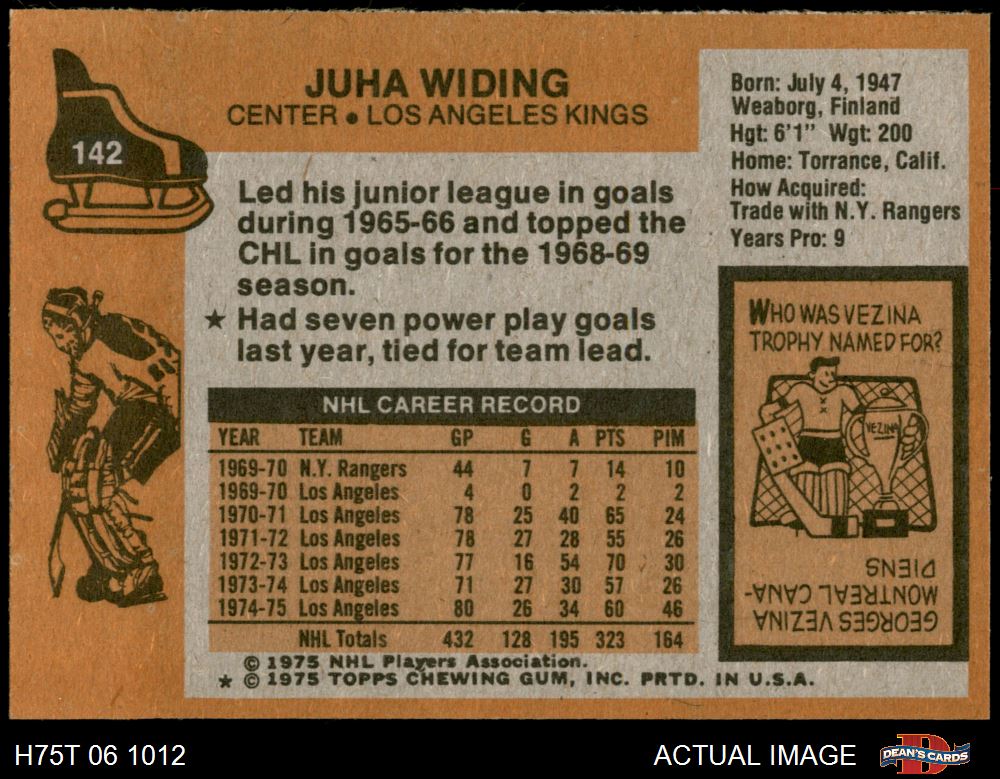 JUHA WIDING
CENTER • LOS ANGELES KINGS
142
Led his junior league in goals
during 1965-66 and topped the
CHL in goals for the 1968-69
season.
★ Had seven power play goals
last year, tied for team lead.
Born: July 4, 1947
Weaborg, Finland
Hgt: 6'1" Wgt: 200
Home: Torrance, Calif.
How Acquired:
Trade with N.Y. Rangers
Years Pro: 9
WHO WAS VEZINA
TROPHY NAMED FOR?
VEZINA
GEORGES VEZINA
MONTREAL CANA-
DIENS
NHL CAREER RECORD
YEAR TEAM GP G A PTS PIM
1969-70 N.Y. Rangers 44 7 7 14 10
1969-70 Los Angeles 4 0 2 2 2
1970-71 Los Angeles 78 25 40 65 24
1971-72 Los Angeles 78 27 28 55 26
1972-73 Los Angeles 77 16 54 70 30
1973-74 Los Angeles 71 27 30 57 26
1974-75 Los Angeles 80 26 34 60 46
NHL Totals 432 128 195 323 164
© 1975 NHL Players Association.
★ © 1975 TOPPS CHEWING GUM, INC. PRTD. IN U.S.A.
H75T 06 1012
ACTUAL IMAGE
DEAN'S CARDS